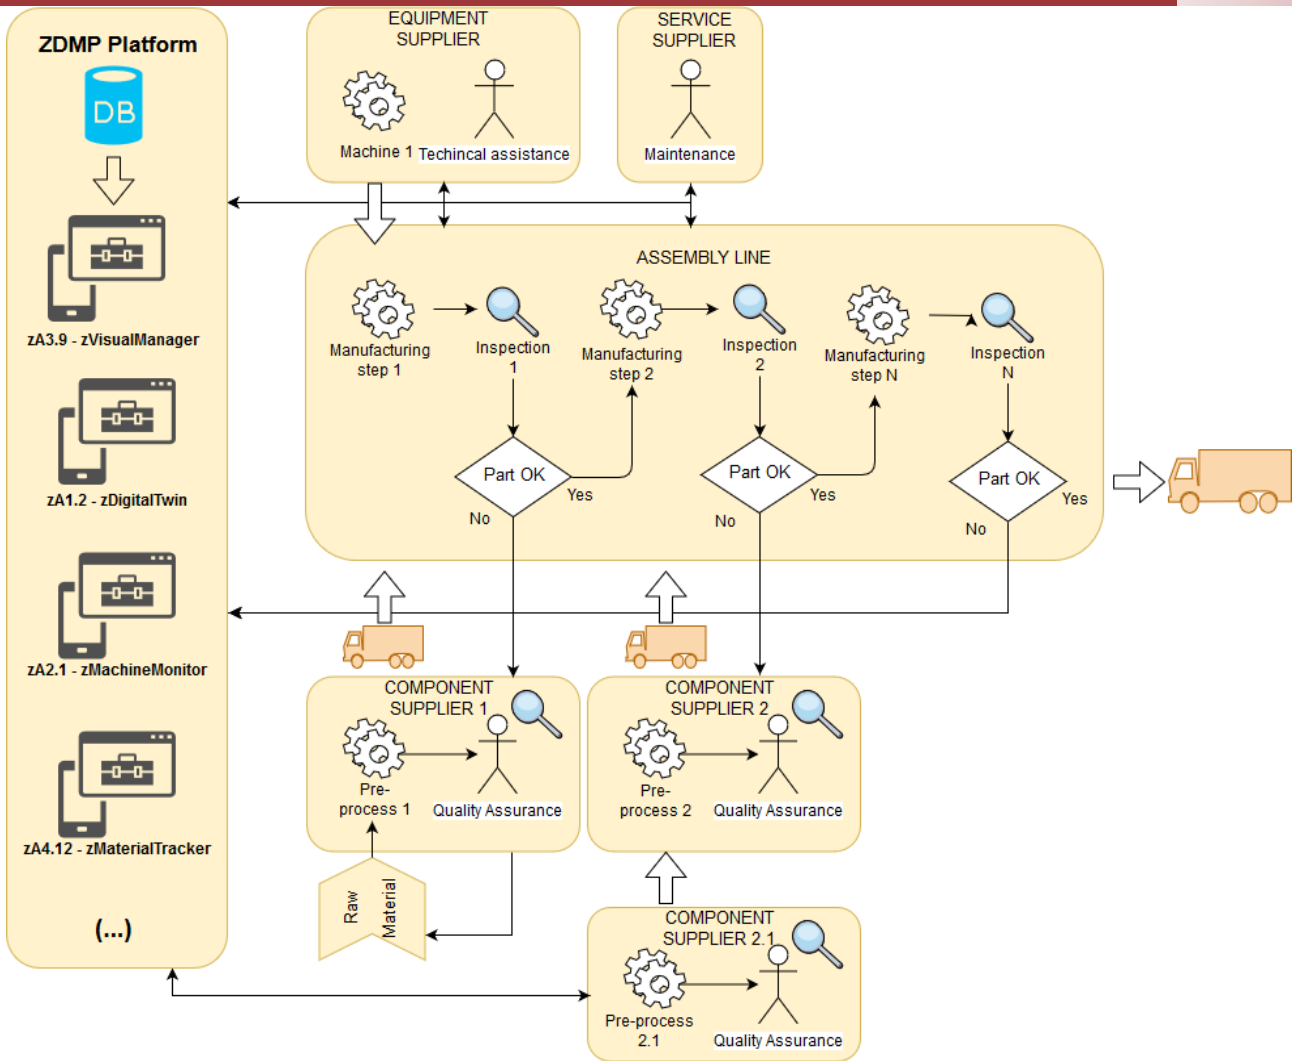 ZDMP Platform
DB
zA3.9 - zVisualManager
zA1.2 - zDigitalTwin
zA2.1 - zMachineMonitor
zA4.12 - zMaterialTracker
(...)
EQUIPMENT
SUPPLIER
Machine 1
Techincal assistance
SERVICE
SUPPLIER
Maintenance
ASSEMBLY LINE
Manufacturing
step 1
Inspection
1
Manufacturing
step 2
Inspection
2
Manufacturing
step N
Inspection
N
Part OK
Yes
No
Part OK
Yes
No
Part OK
Yes
No
COMPONENT
SUPPLIER 1
Pre-
process 1
Quality Assurance
Raw
Material
COMPONENT
SUPPLIER 2
Pre-
process 2
Quality Assurance
COMPONENT
SUPPLIER 2.1
Pre-process
2.1
Quality Assurance